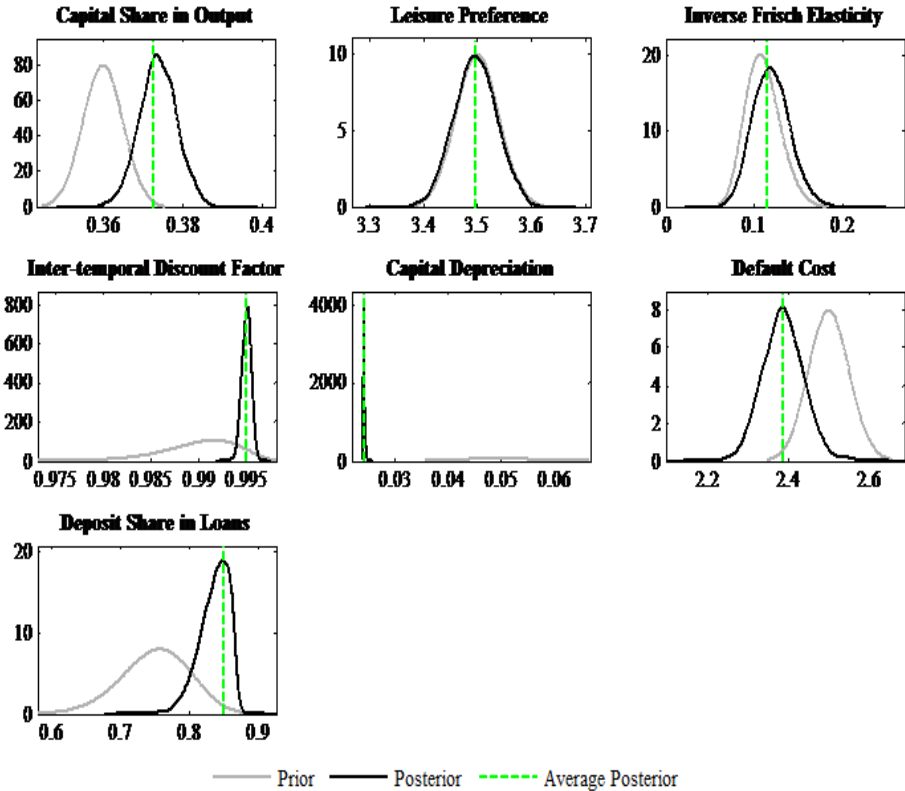 Capital Share in Output
80
60
40
20
0
0.36 0.38 0.4
Leisure Preference
10
5
0
3.3 3.4 3.5 3.6 3.7
Inverse Frisch Elasticity
20
10
0
0 0.1 0.2
Inter-temporal Discount Factor
800
600
400
200
0
0.975 0.98 0.985 0.99 0.995
Capital Depreciation
4000
2000
0
0.03 0.04 0.05 0.06
Default Cost
8
6
4
2
0
2.2 2.4 2.6
Deposit Share in Loans
20
10
0
0.6 0.7 0.8 0.9
Prior Posterior Average Posterior